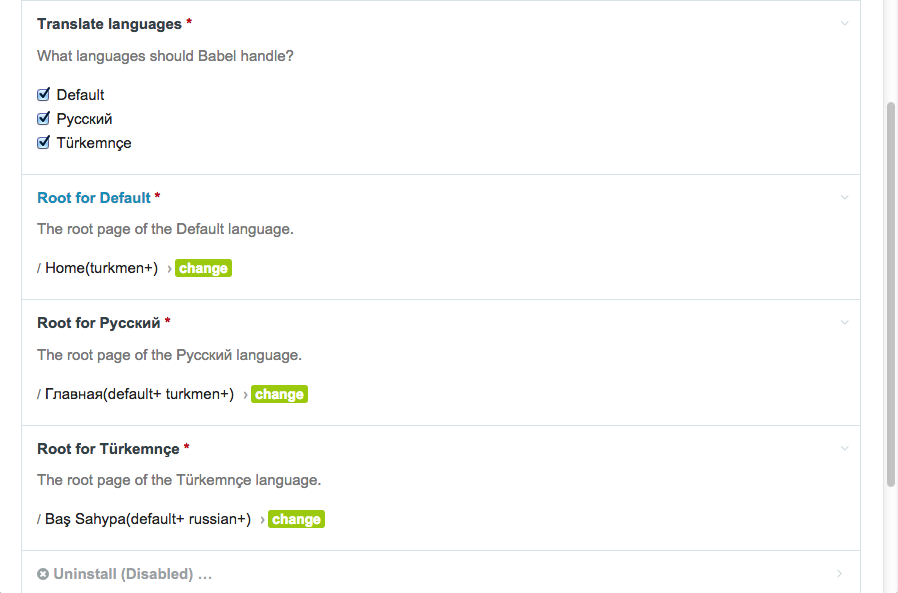 Translate languages *
What languages should Babel handle?
Default
Русский
Türkemnçe
Root for Default *
The root page of the Default language.
/ Home(turkmen+) › change
Root for Русский *
The root page of the Русский language.
/ Главная(default+ turkmen+) › change
Root for Türkemnçe *
The root page of the Türkemnçe language.
/ Baş Sahypa(default+ russian+) › change
Uninstall (Disabled) …